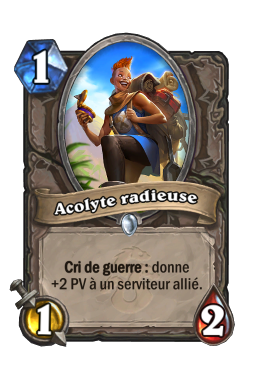 1
Acolyte radieuse
Cri de guerre : donne
+2 PV à un serviteur allié.
1
2